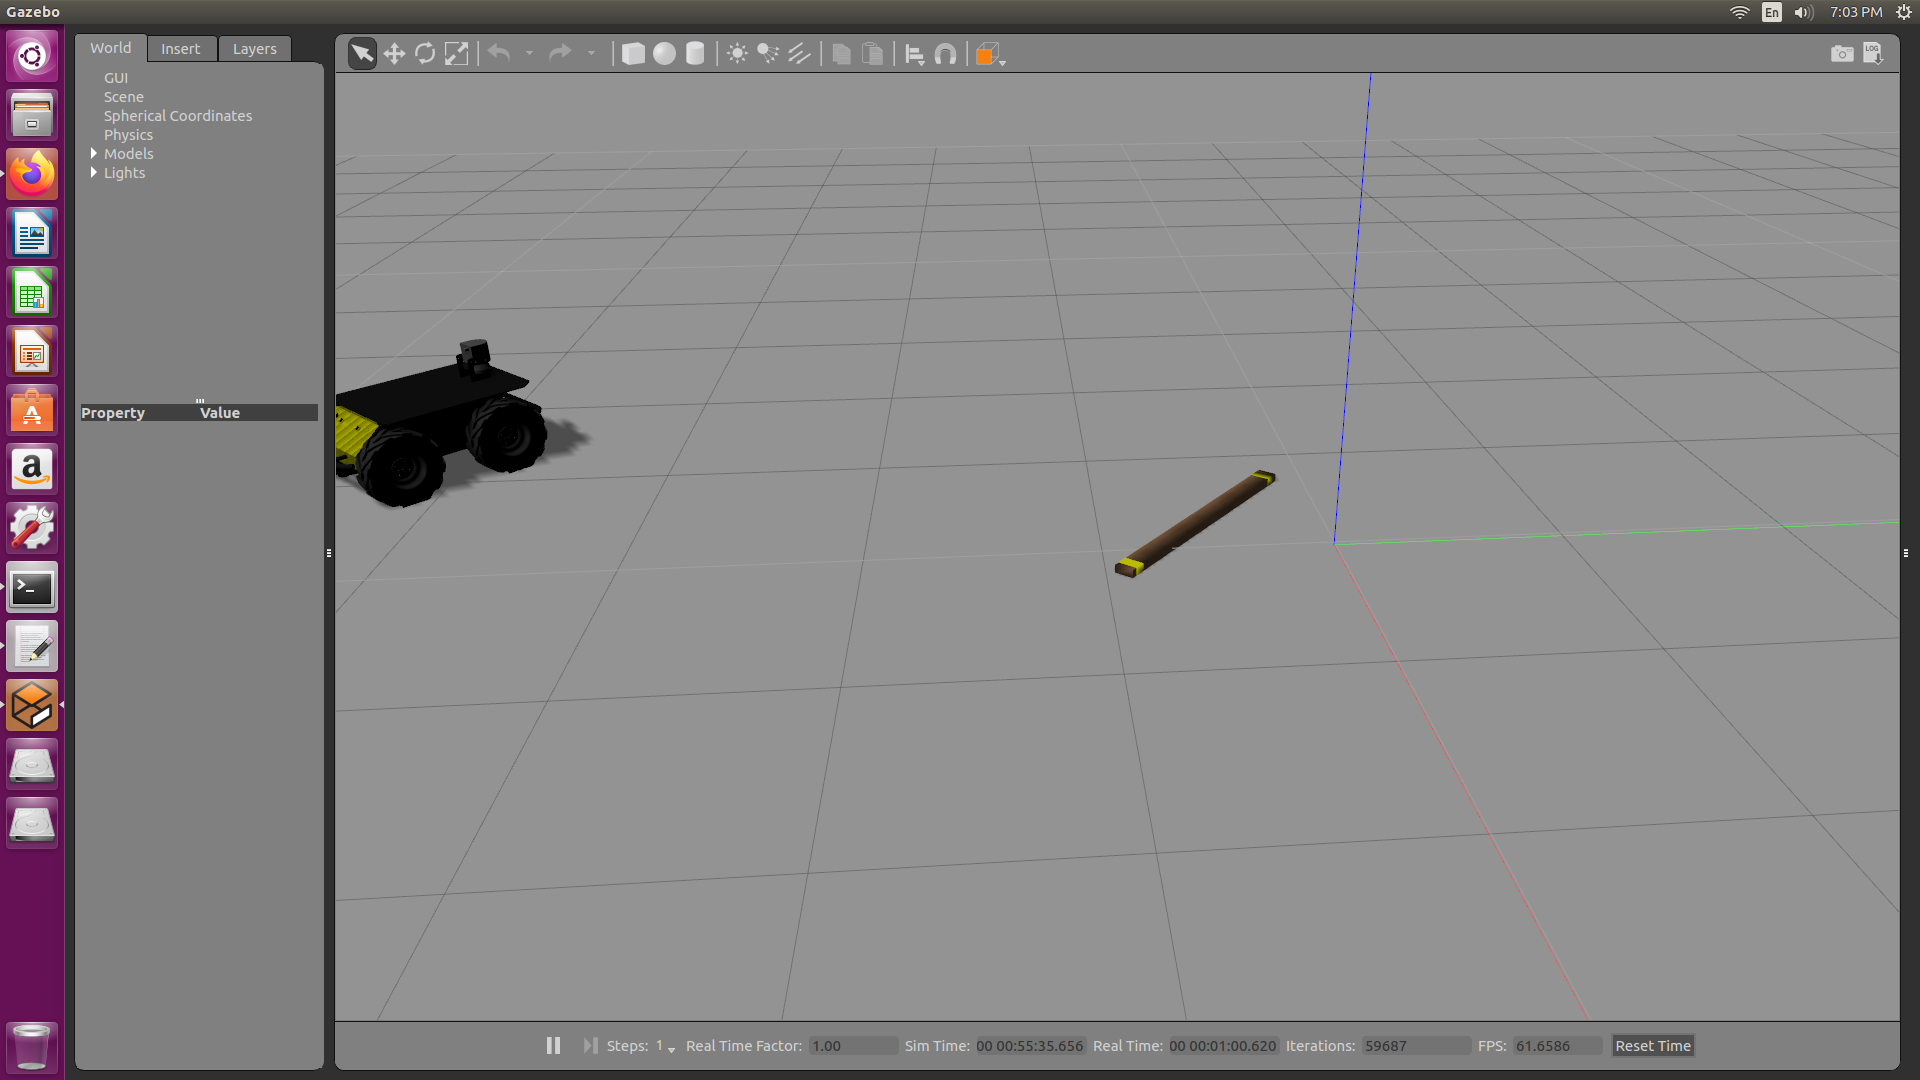 Gazebo
En
7:03 PM
World Insert Layers
LOG
GUI
Scene
Spherical Coordinates
Physics
Models
Lights
Property Value
Steps: 1 Real Time Factor: 1.00 Sim Time: 00 00:55:35.656 Real Time: 00 00:01:00.620 Iterations: 59687 FPS: 61.6586 Reset Time